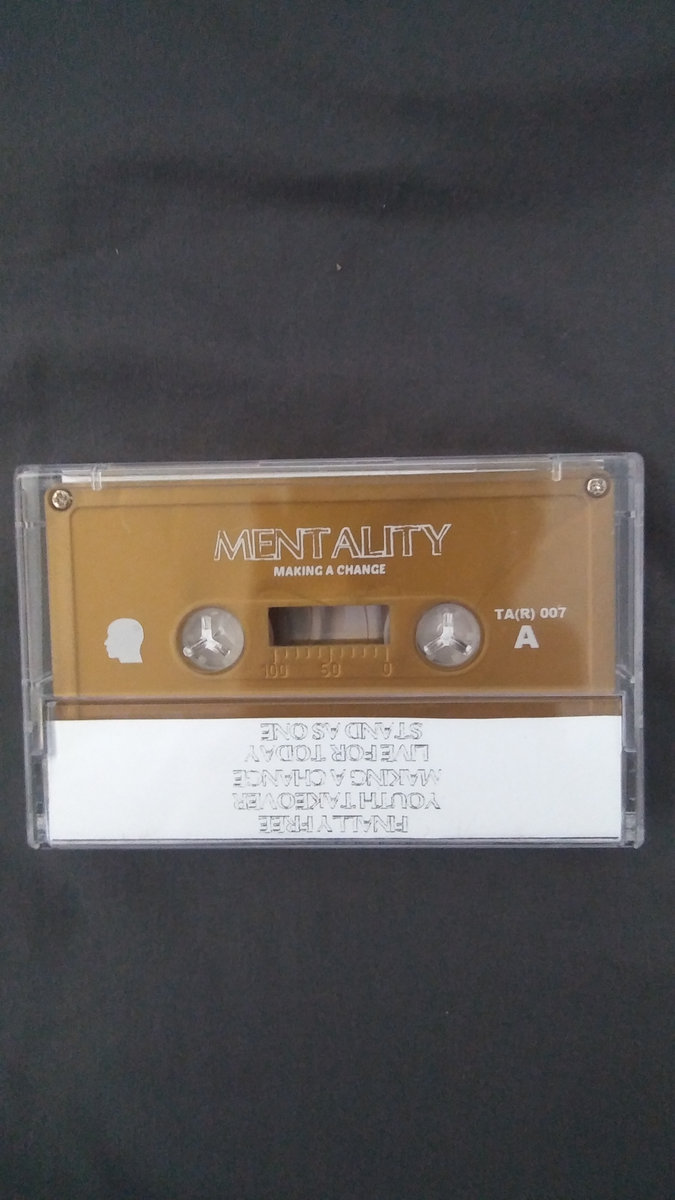 MENTALITY
MAKING A CHANGE
TA(R) 007
A
100 50 0
FINALLY FREE
YOUTH TAKEOVER
MAKING A CHANGE
LIVE FOR TODAY
STAND AS ONE